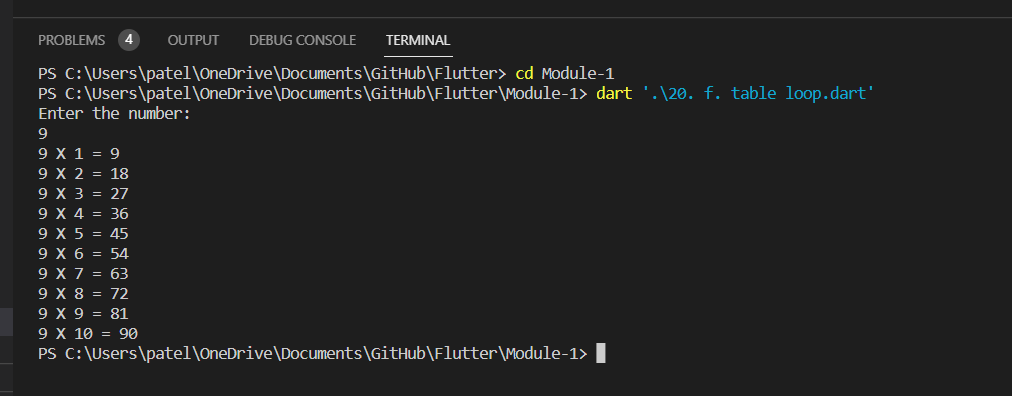 PROBLEMS 4 OUTPUT DEBUG CONSOLE TERMINAL
PS C:\Users\patel\OneDrive\Documents\GitHub\Flutter> cd Module-1
PS C:\Users\patel\OneDrive\Documents\GitHub\Flutter\Module-1> dart '.\20. f. table loop.dart'
Enter the number:
9
9 X 1 = 9
9 X 2 = 18
9 X 3 = 27
9 X 4 = 36
9 X 5 = 45
9 X 6 = 54
9 X 7 = 63
9 X 8 = 72
9 X 9 = 81
9 X 10 = 90
PS C:\Users\patel\OneDrive\Documents\GitHub\Flutter\Module-1>